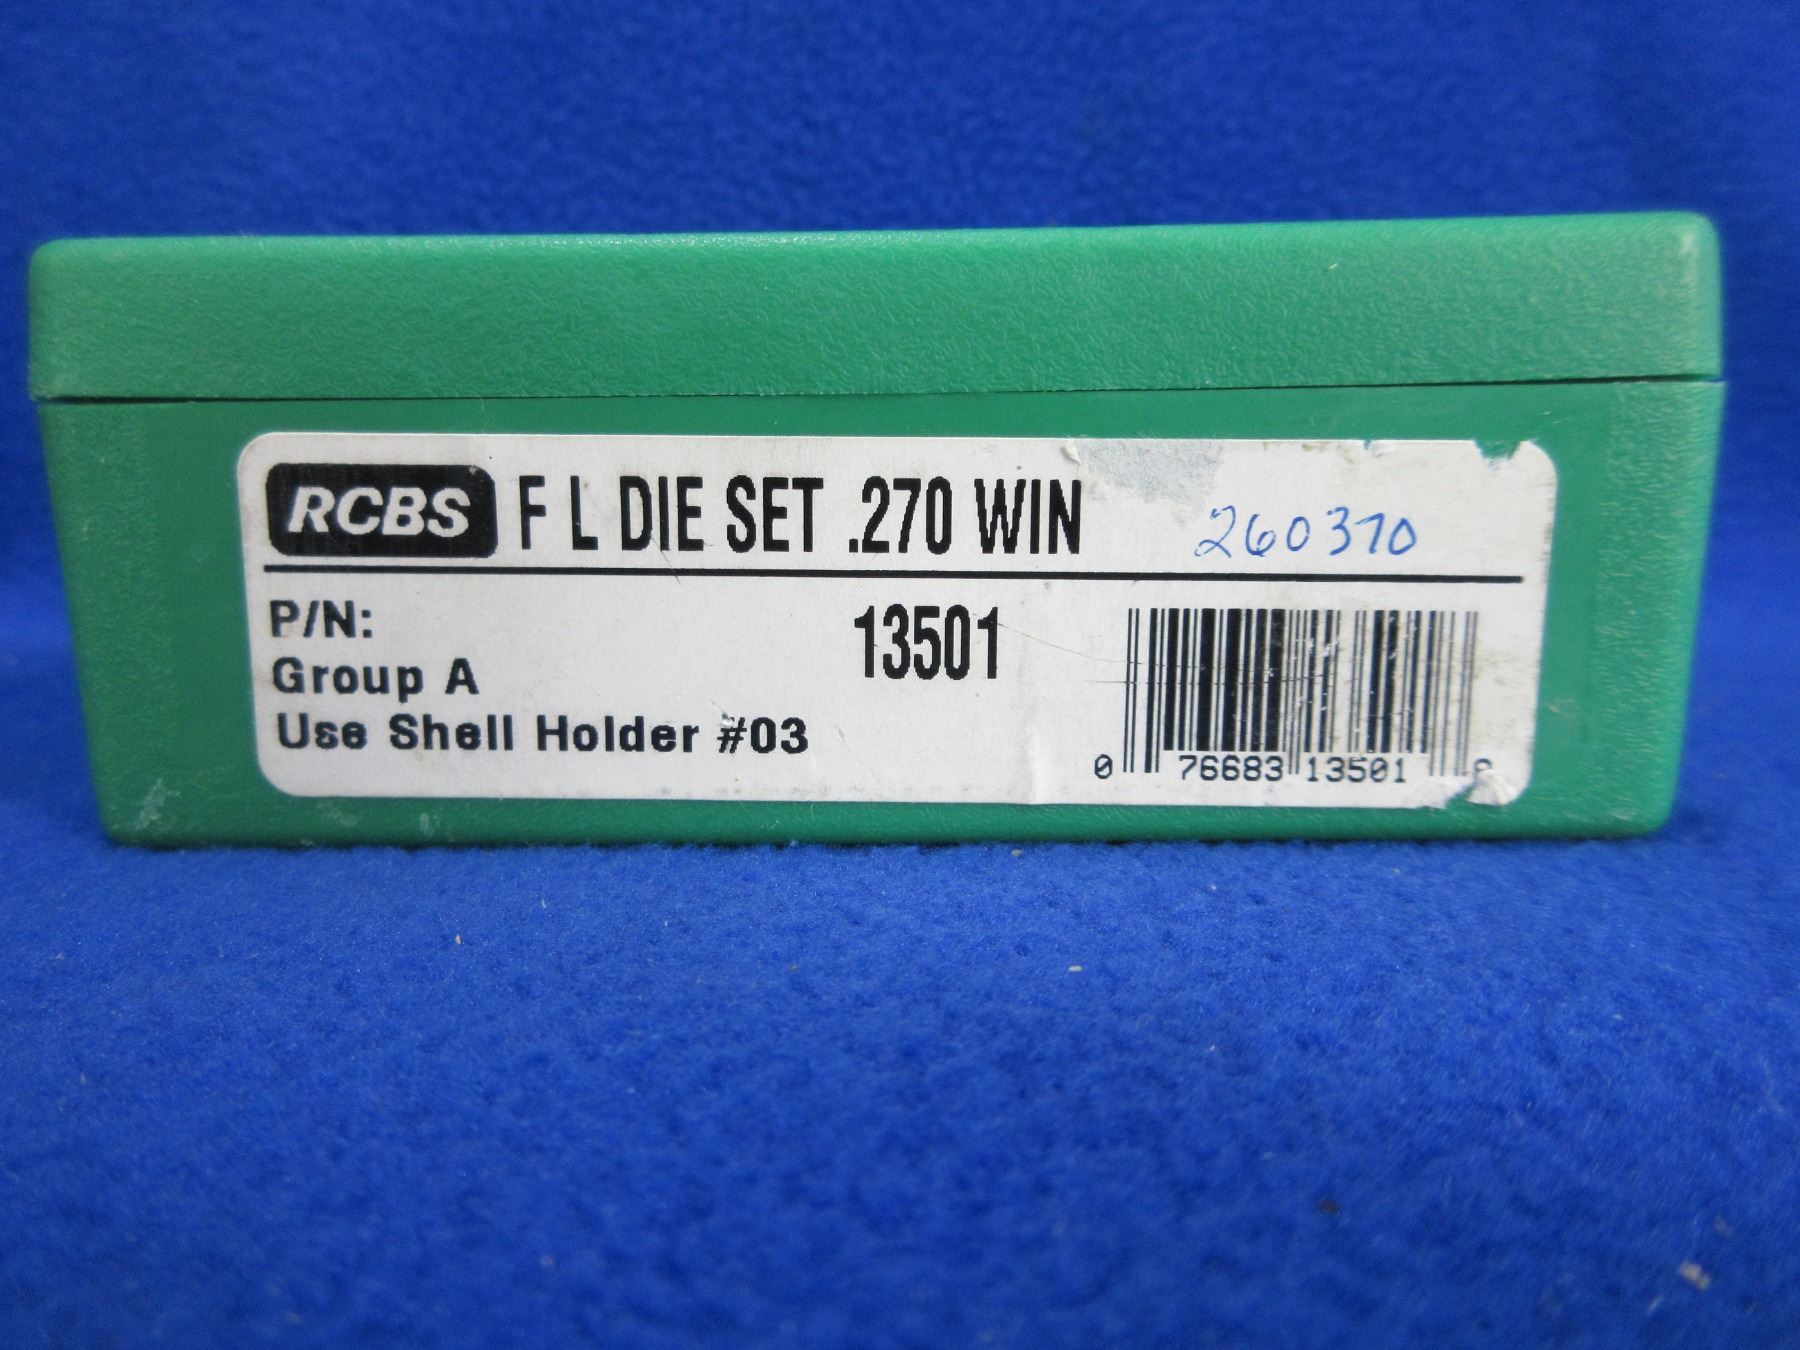 RCBS F L DIE SET .270 WIN 260370
P/N: 13501
Group A
Use Shell Holder #03
0 76683 13501